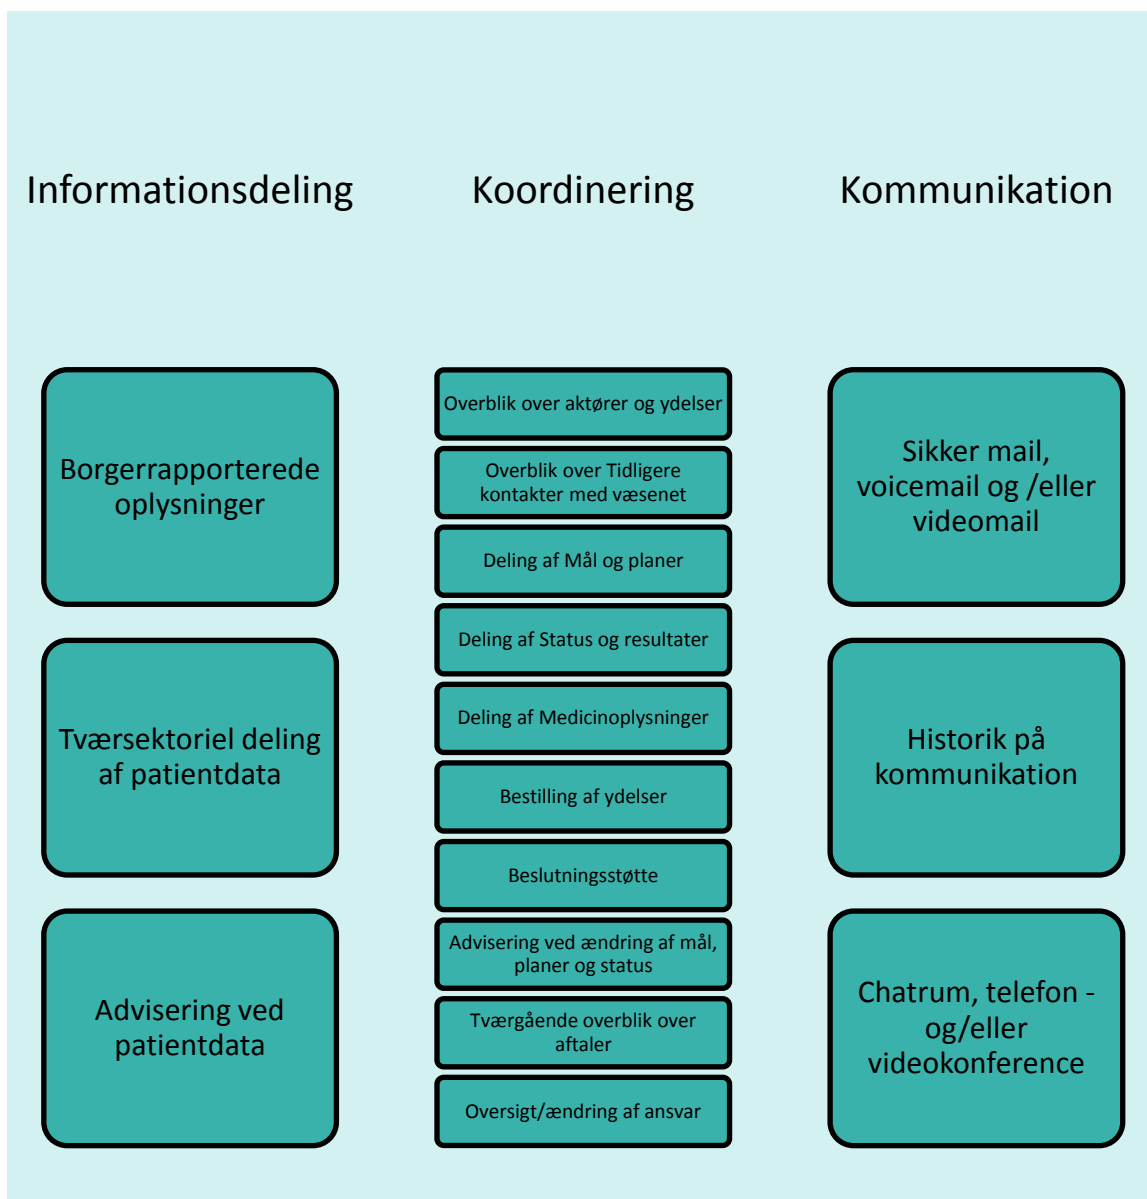 Informationsdeling
Koordinering
Kommunikation
Borgerrapporterede
oplysninger
Tværsektoriel deling
af patientdata
Advisering ved
patientdata
Overblik over aktører og ydelser
Overblik over Tidligere
kontakter med væsenet
Deling af Mål og planer
Deling af Status og resultater
Deling af Medicinoplysninger
Bestilling af ydelser
Beslutningsstøtte
Advisering ved ændring af mål,
planer og status
Tværgående overblik over
aftaler
Oversigt/ændring af ansvar
Sikker mail,
voicemail og /eller
videomail
Historik på
kommunikation
Chatrum, telefon -
og/eller
videokonference